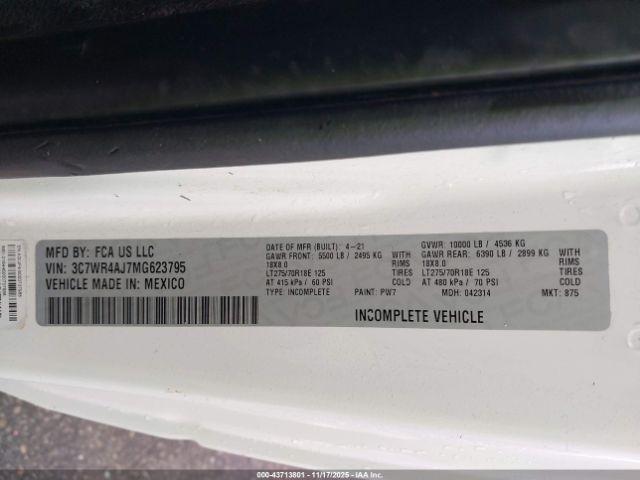 MFD BY: FCA US LLC
VIN: 3C7WR4AJ7MG623795
VEHICLE MADE IN: MEXICO
DATE OF MFR (BUILT): 4-21
GAWR FRONT: 5500 LB / 2495 KG
18X8.0 RIMS
LT275/70R18E 125 TIRES
AT 415 kPa / 60 PSI COLD
TYPE: INCOMPLETE PAINT: PW7
GVWR: 10000 LB / 4536 KG
GAWR REAR: 6390 LB / 2899 KG
WITH
WITH
18X8.0 RIMS
LT275/70R18E 125 TIRES
AT 480 kPa / 70 PSI COLD
MDH: 042314 MKT: 875
INCOMPLETE VEHICLE
© 000-43713801 - 11/17/2025 - IAAI.COM